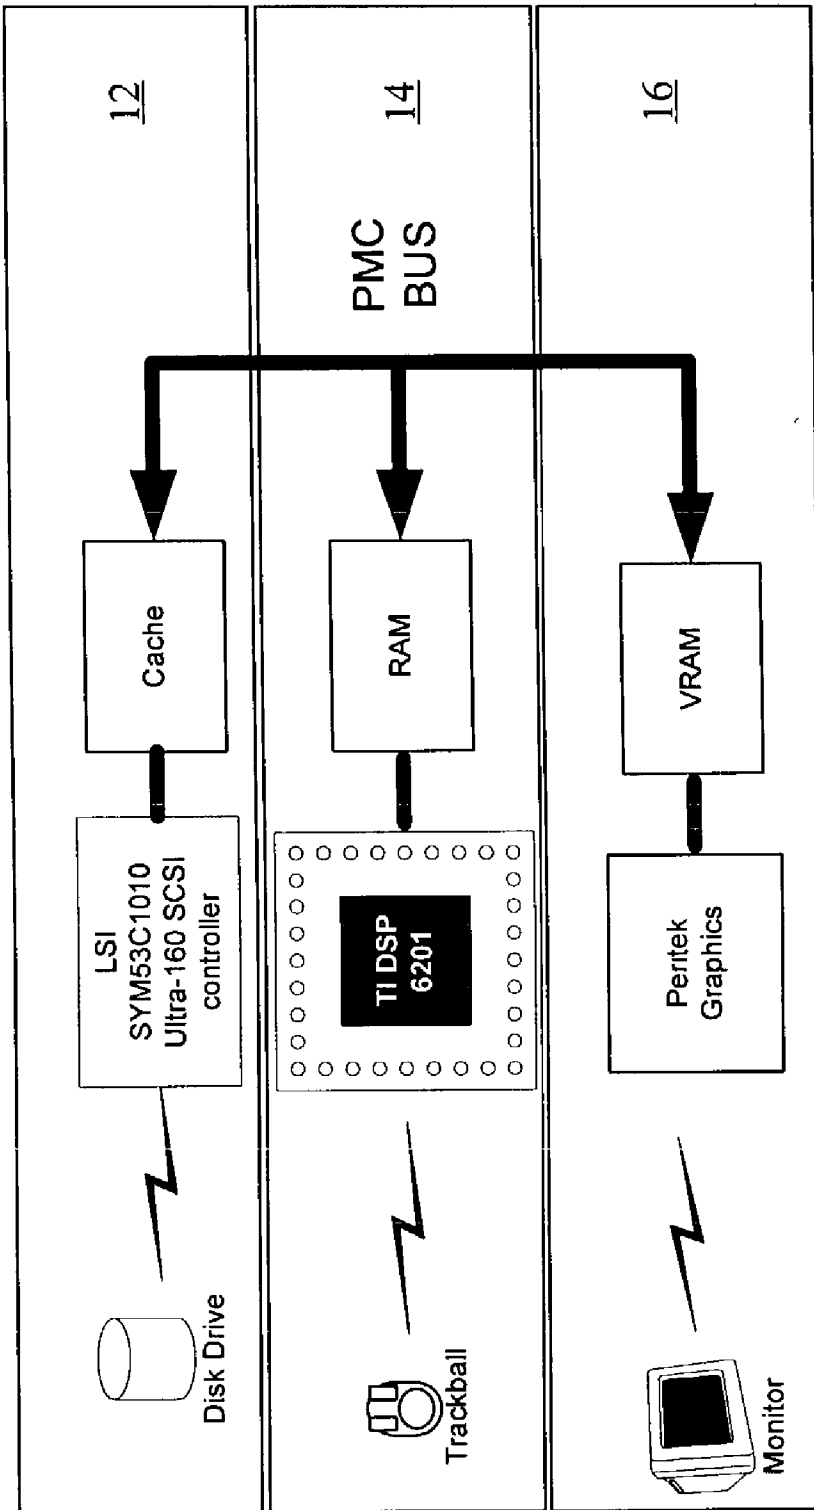 Disk Drive
LSI
SYM53C1010
Ultra-160 SCSI
controller
Cache
12
Trackball
TI DSP
6201
RAM
PMC
BUS
14
Monitor
Peritek
Graphics
VRAM
16